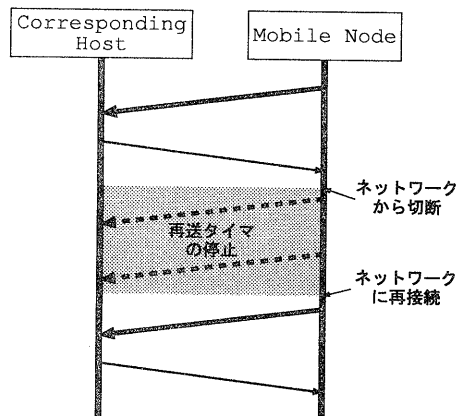 Corresponding
Host
Mobile Node
ネットワーク
から切断
再送タイマ
の停止
ネットワーク
に再接続